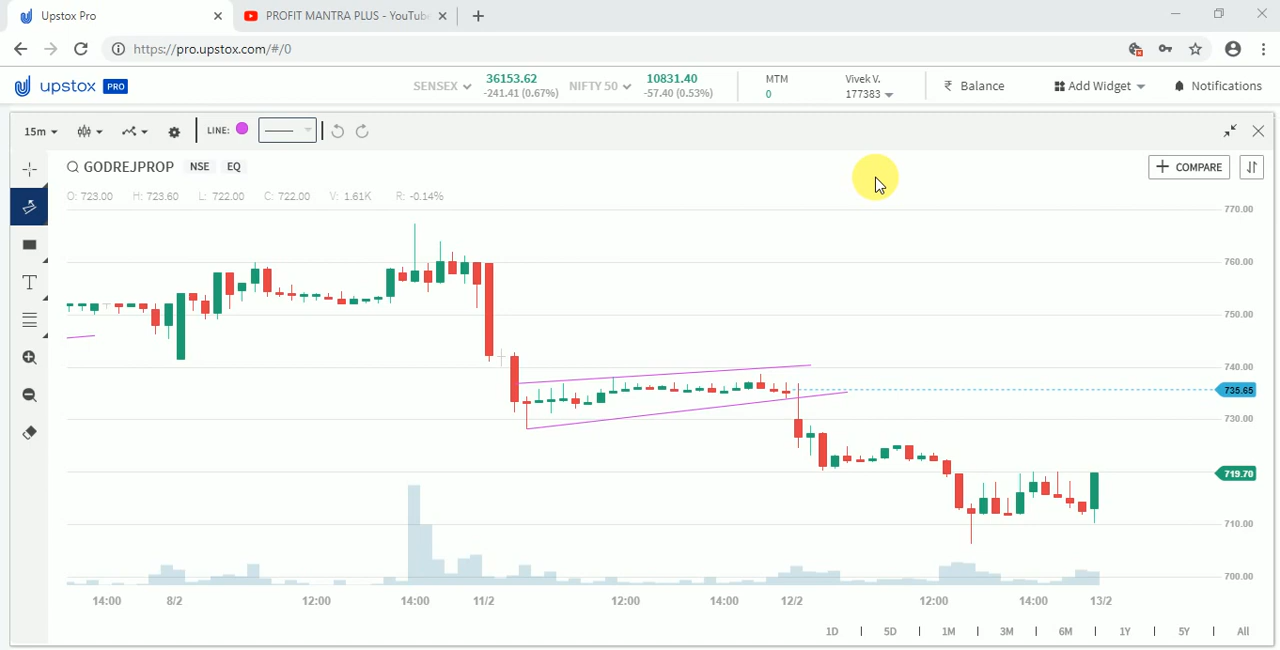 Upstox Pro
PROFIT MANTRA PLUS - YouTube
https://pro.upstox.com/#/0
upstox PRO
SENSEX 36153.62 -241.41 (0.67%)
NIFTY 50 10831.40 -57.40 (0.53%)
MTM 0
Vivek V. 177383
₹ Balance
Add Widget
Notifications
15m
LINE:
GODREJPROP NSE EQ
COMPARE
O: 723.00 H: 723.60 L: 722.00 C: 722.00 V: 1.61K R: -0.14%
770.00
760.00
750.00
740.00
735.65
730.00
719.70
710.00
700.00
14:00 8/2 12:00 14:00 11/2 12:00 14:00 12/2 12:00 14:00 13/2
1D 5D 1M 3M 6M 1Y 5Y All